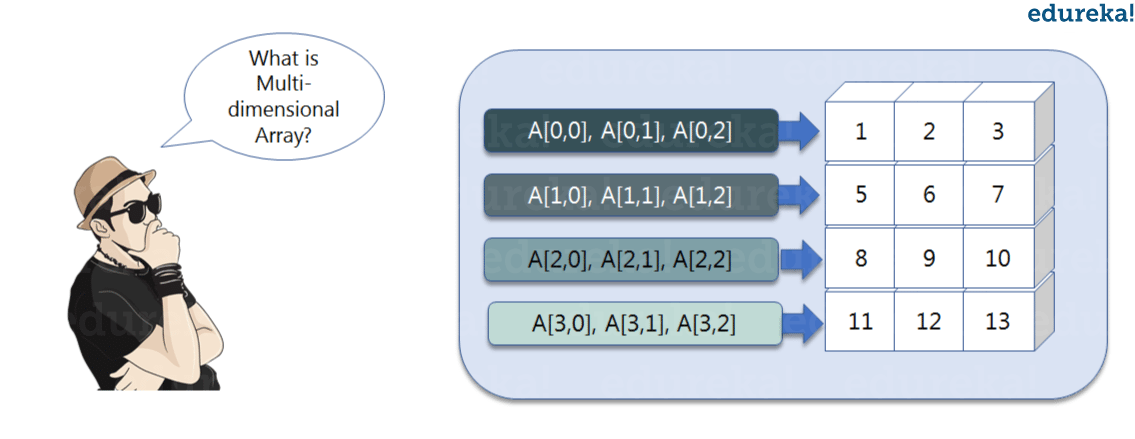 edureka!
What is
Multi-
dimensional
Array?
A[0,0], A[0,1], A[0,2]
1 2 3
A[1,0], A[1,1], A[1,2]
5 6 7
A[2,0], A[2,1], A[2,2]
8 9 10
A[3,0], A[3,1], A[3,2]
11 12 13